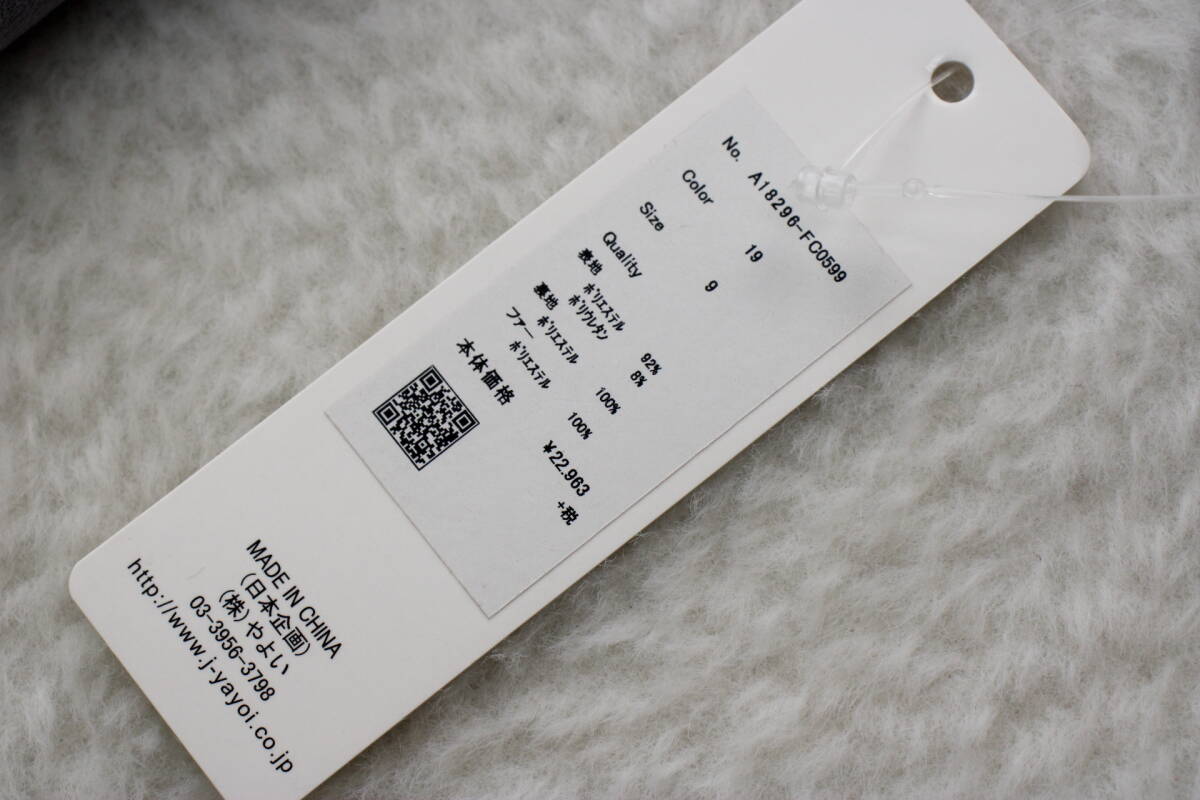 No. A18296-FC0599
Color 19
Size 9
Quality
表地
ポリエステル 92%
ポリウレタン 8%
裏地
ポリエステル 100%
ファー
ポリエステル 100%
本体価格 ¥22.963
+税
MADE IN CHINA
(日本企画)
(株)やよい
03-3956-3798
http://www.j-yayoi.co.jp